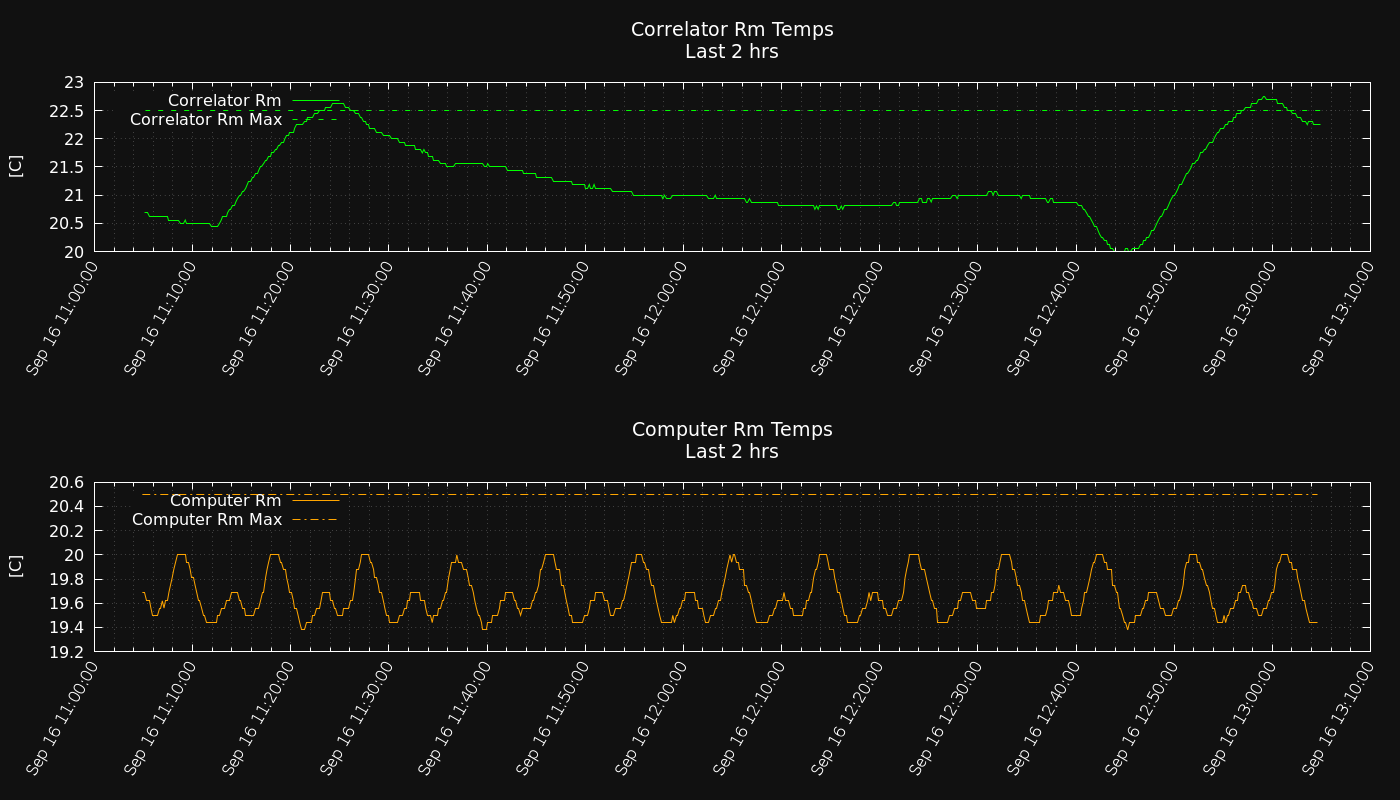 Correlator Rm Temps
Last 2 hrs
23
22.5
22
21.5
21
20.5
20
[C]
Correlator Rm
Correlator Rm Max
Sep 16 11:00:00
Sep 16 11:10:00
Sep 16 11:20:00
Sep 16 11:30:00
Sep 16 11:40:00
Sep 16 11:50:00
Sep 16 12:00:00
Sep 16 12:10:00
Sep 16 12:20:00
Sep 16 12:30:00
Sep 16 12:40:00
Sep 16 12:50:00
Sep 16 13:00:00
Sep 16 13:10:00
Computer Rm Temps
Last 2 hrs
20.6
20.4
20.2
20
19.8
19.6
19.4
19.2
[C]
Computer Rm
Computer Rm Max
Sep 16 11:00:00
Sep 16 11:10:00
Sep 16 11:20:00
Sep 16 11:30:00
Sep 16 11:40:00
Sep 16 11:50:00
Sep 16 12:00:00
Sep 16 12:10:00
Sep 16 12:20:00
Sep 16 12:30:00
Sep 16 12:40:00
Sep 16 12:50:00
Sep 16 13:00:00
Sep 16 13:10:00